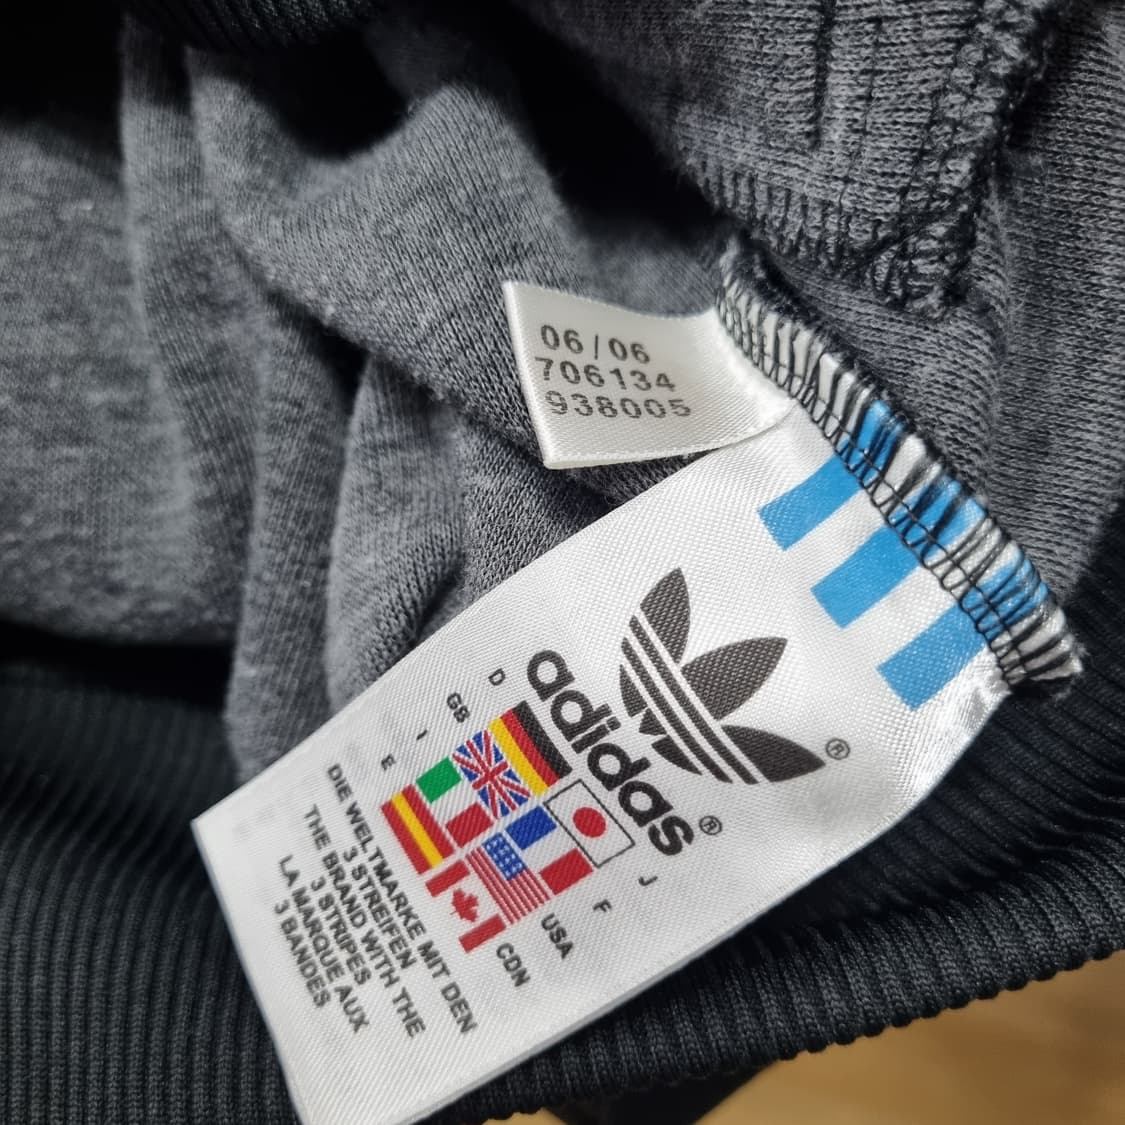 06/06
706134
938005
adidas®
®
D
GB
I
E
J
F
USA
CDN
DIE WELTMARKE MIT DEN
3 STREIFEN
THE BRAND WITH THE
3 STRIPES
LA MARQUE AUX
3 BANDES